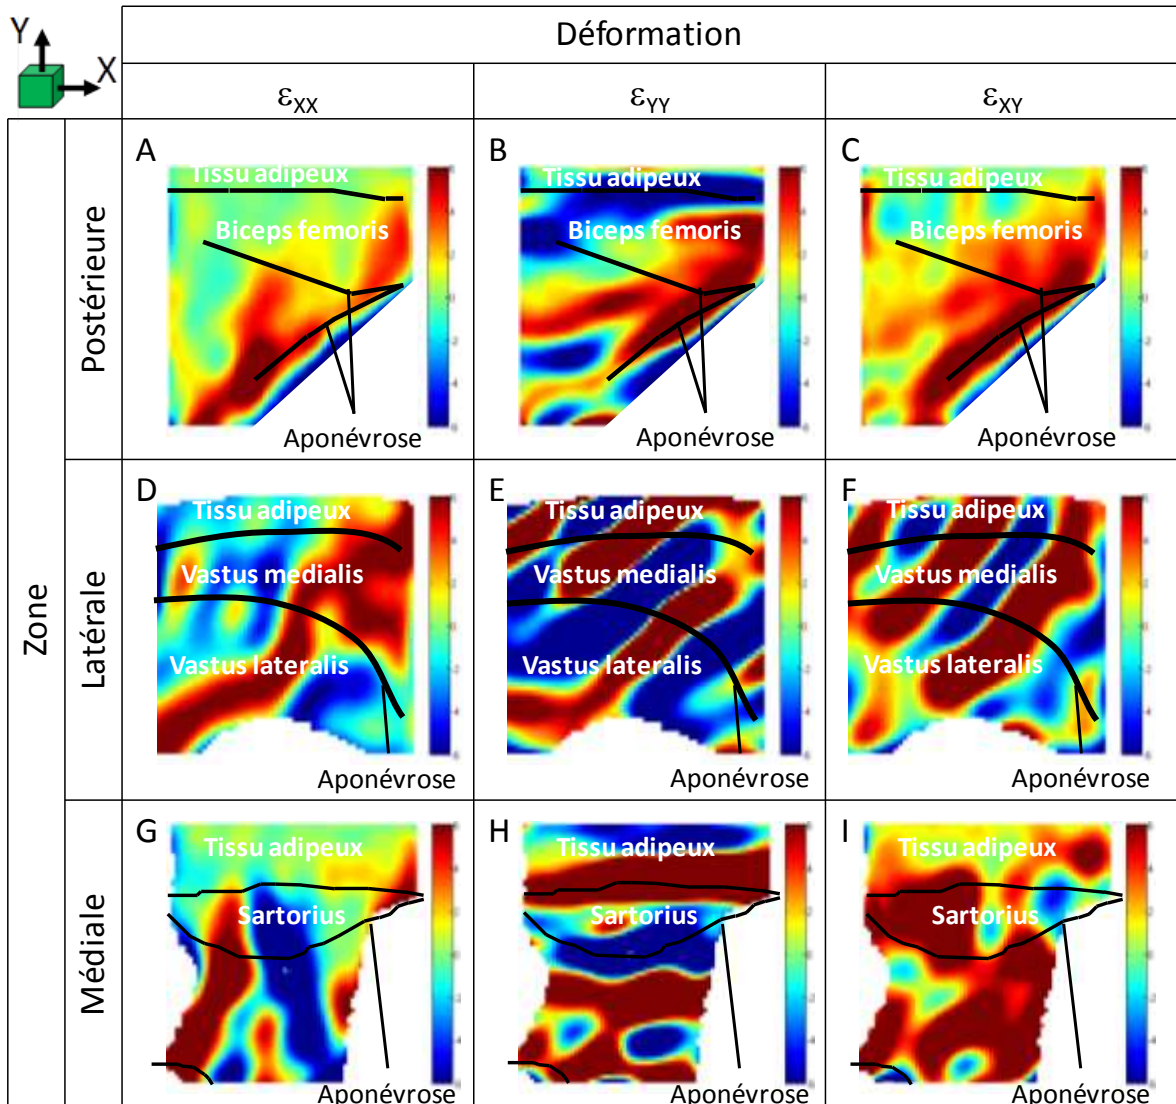 Y
X
Déformation
εXX
εYY
εXY
Zone
Postérieure
A
Tissu adipeux
Biceps femoris
Aponévrose
B
Tissu adipeux
Biceps femoris
Aponévrose
C
Tissu adipeux
Biceps femoris
Aponévrose
Latérale
D
Tissu adipeux
Vastus medialis
Vastus lateralis
Aponévrose
E
Tissu adipeux
Vastus medialis
Vastus lateralis
Aponévrose
F
Tissu adipeux
Vastus medialis
Vastus lateralis
Aponévrose
Médiale
G
Tissu adipeux
Sartorius
Aponévrose
H
Tissu adipeux
Sartorius
Aponévrose
I
Tissu adipeux
Sartorius
Aponévrose